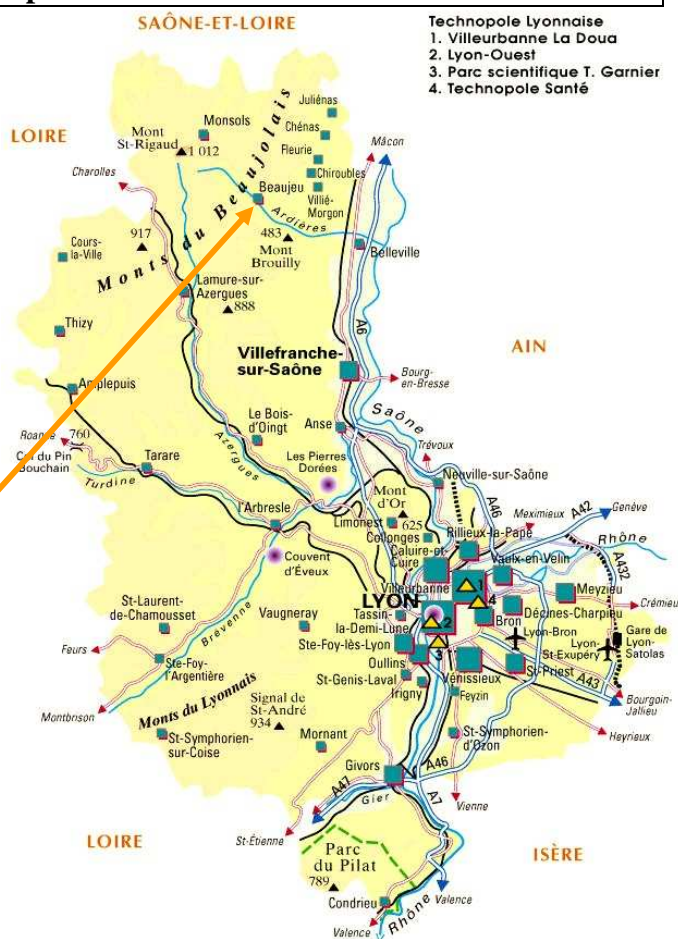 SAÔNE-ET-LOIRE
Technopole Lyonnaise
1. Villeurbanne La Doua
2. Lyon-Ouest
3. Parc scientifique T. Garnier
4. Technopole Santé
LOIRE
Mont
St-Rigaud
1 012
Monsols
Juliénas
Chénas
Fleurie
Chiroubles
Villié-
Morgon
Mâcon
Charolles
Beaujeu
Ardières
Monts du Beaujolais
917
483
Mont
Brouilly
Belleville
Cours-
la-Ville
Lamure-sur-
Azergues
888
Thizy
A6
AIN
Villefranche-
sur-Saône
Bourg-
en-Bresse
Amplepuis
Le Bois-
d'Oingt
Anse
Saône
Trévoux
Roanne
760
Col du Pin
Bouchain
Tarare
Turdine
Azergues
Les Pierres
Dorées
Neuville-sur-Saône
A46
Mont
d'Or
625
l'Arbresle
Limonest
Collonges
Rillieux-la-Pape
Meximieux
A42
Genève
Rhône
Caluire-et-
Cuire
Vaulx-en-Velin
A432
Couvent
d'Éveux
Villeurbanne
1
LYON
4
Meyzieu
Crémieu
St-Laurent-
de-Chamousset
Vaugneray
Tassin-
la-Demi-Lune
2
Décines-Charpieu
Bron
Brévenne
Ste-Foy-lès-Lyon
3
Lyon-Bron
Lyon-
St-Exupéry
Gare de
Lyon-
Satolas
Feurs
Ste-Foy-
l'Argentière
Oullins
St-Genis-Laval
Irigny
Vénissieux
St-Priest
A43
Feyzin
Bourgoin-
Jallieu
Montbrison
Monts du Lyonnais
Signal de
St-André
934
St-Symphorien-
sur-Coise
Mornant
St-Symphorien-
d'Ozon
Heyrieux
Givors
A47
A46
A7
Gier
Vienne
St-Étienne
LOIRE
Parc
du Pilat
789
ISÈRE
Condrieu
Rhône
Valence
Valence